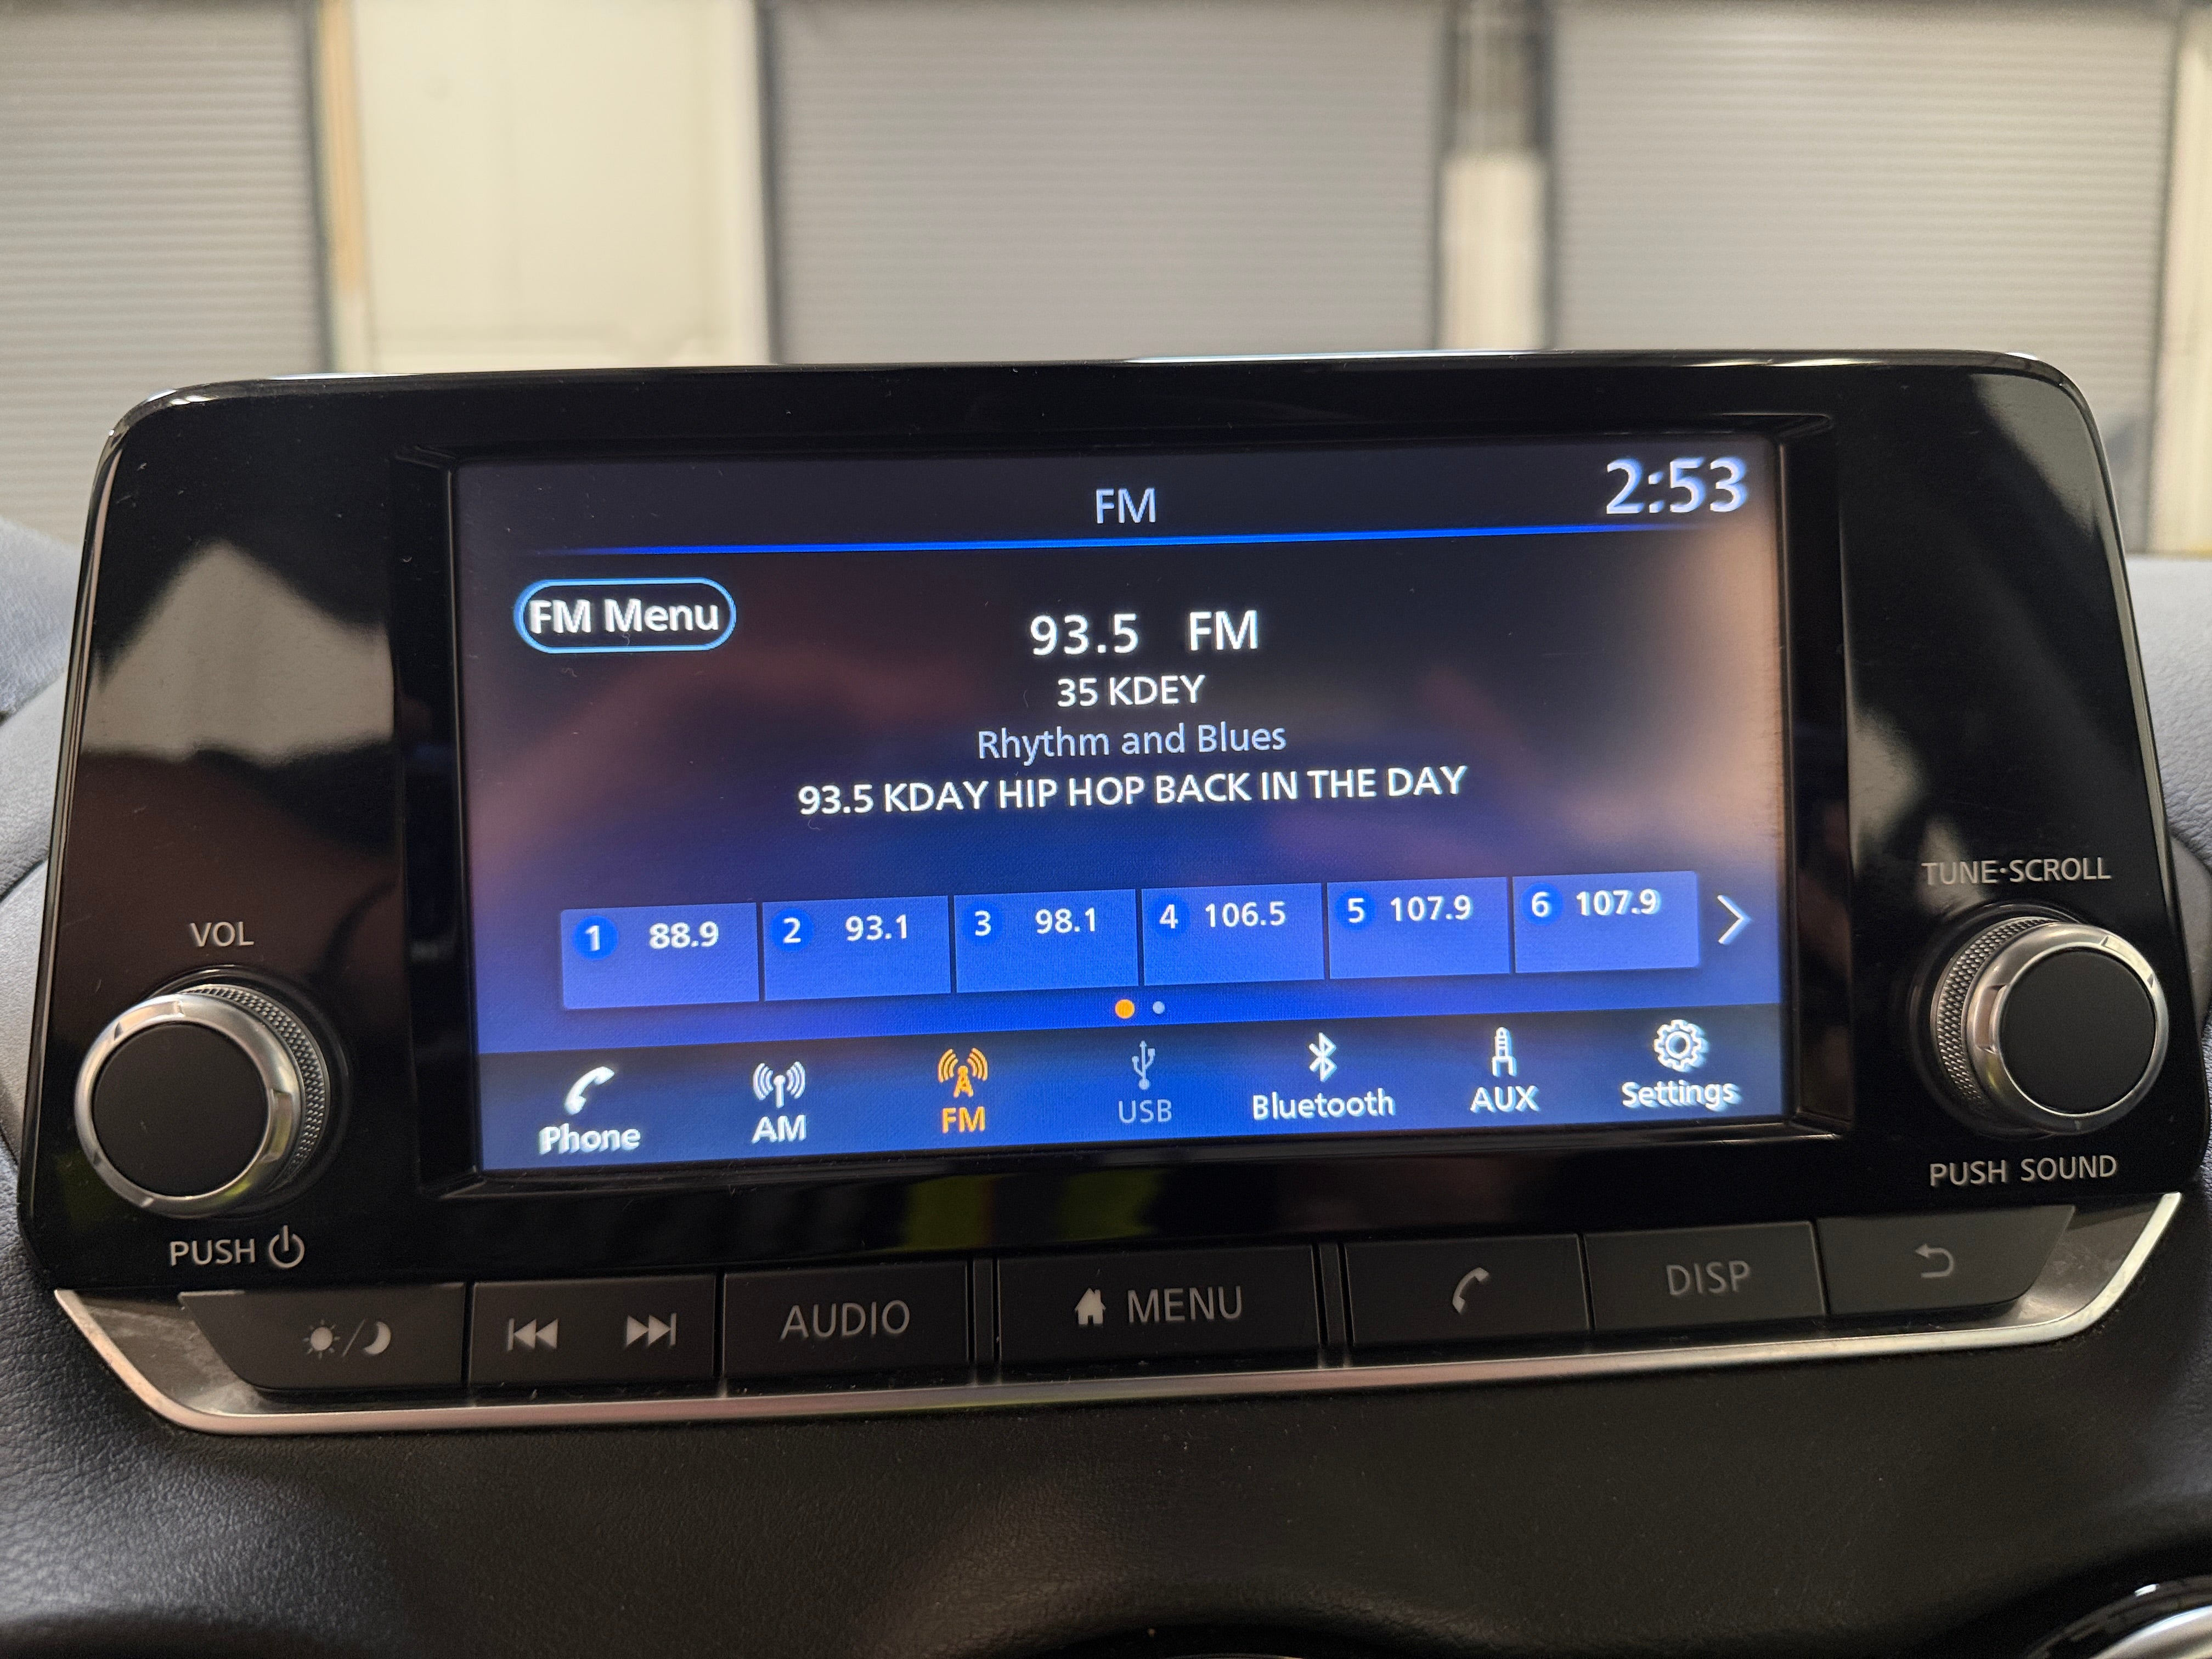 FM
2:53
FM Menu
93.5 FM
35 KDEY
Rhythm and Blues
93.5 KDAY HIP HOP BACK IN THE DAY
1 88.9
2 93.1
3 98.1
4 106.5
5 107.9
6 107.9
Phone
AM
FM
USB
Bluetooth
AUX
Settings
VOL
PUSH
TUNE·SCROLL
PUSH SOUND
AUDIO
MENU
DISP